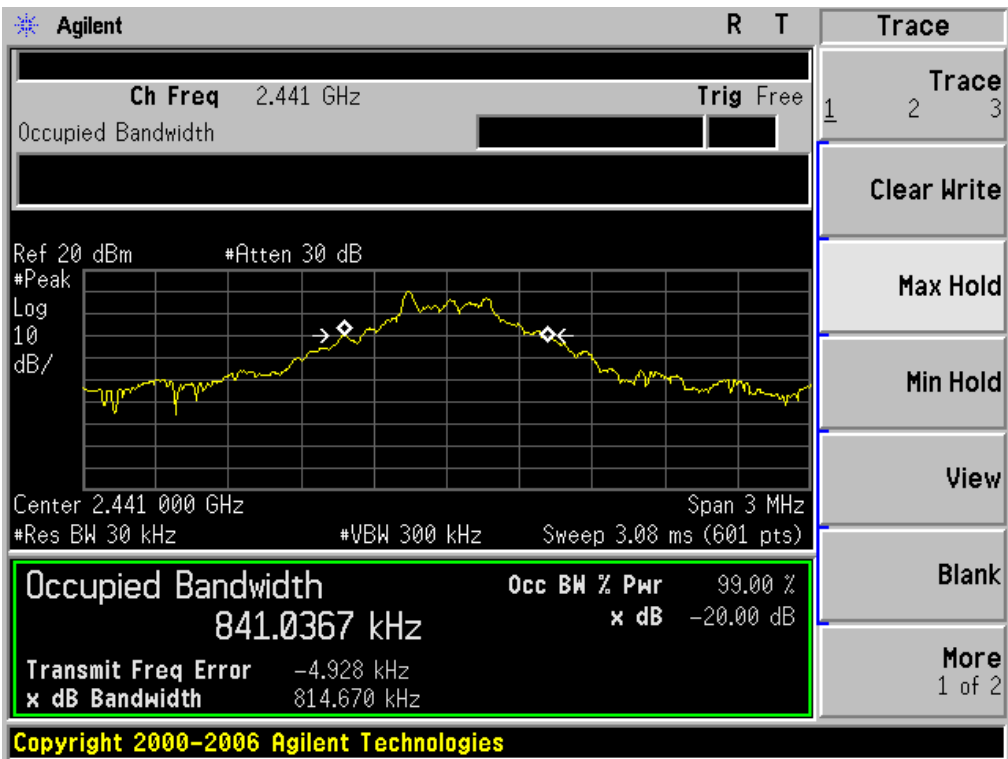 Agilent R T
Ch Freq 2.441 GHz Trig Free
Occupied Bandwidth
Ref 20 dBm #Atten 30 dB
#Peak
Log
10
dB/
Center 2.441 000 GHz Span 3 MHz
#Res BW 30 kHz #VBW 300 kHz Sweep 3.08 ms (601 pts)
Occupied Bandwidth Occ BW % Pwr 99.00 %
841.0367 kHz x dB -20.00 dB
Transmit Freq Error -4.928 kHz
x dB Bandwidth 814.670 kHz
Copyright 2000-2006 Agilent Technologies
Trace
Trace
1 2 3
Clear Write
Max Hold
Min Hold
View
Blank
More
1 of 2